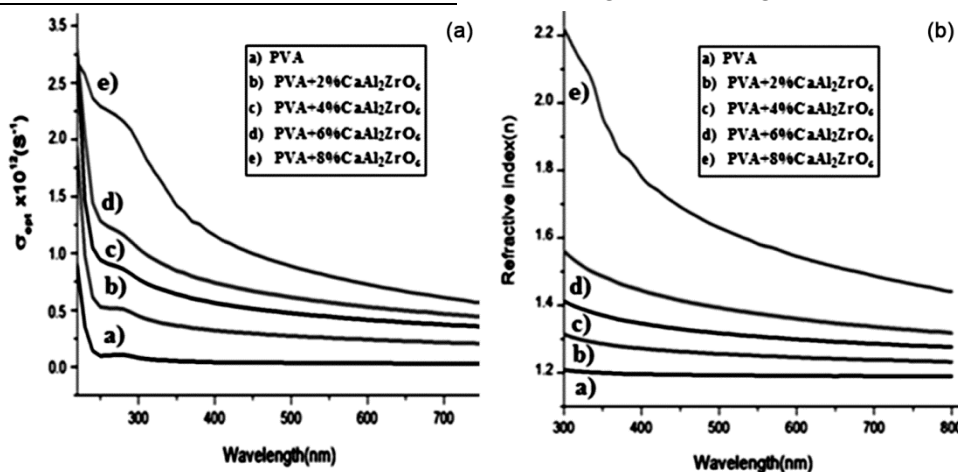 (a)
3.5
3.0
2.5
2.0
1.5
1.0
0.5
0.0
σopt x10¹²(S⁻¹)
a) PVA
b) PVA+2%CaAl₂ZrO₆
c) PVA+4%CaAl₂ZrO₆
d) PVA+6%CaAl₂ZrO₆
e) PVA+8%CaAl₂ZrO₆
e)
d)
c)
b)
a)
300 400 500 600 700
Wavelength(nm)
(b)
2.2
2.0
1.8
1.6
1.4
1.2
Refractive Index(n)
a) PVA
b) PVA+2%CaAl₂ZrO₆
c) PVA+4%CaAl₂ZrO₆
d) PVA+6%CaAl₂ZrO₆
e) PVA+8%CaAl₂ZrO₆
e)
d)
c)
b)
a)
300 400 500 600 700 800
Wavelength(nm)